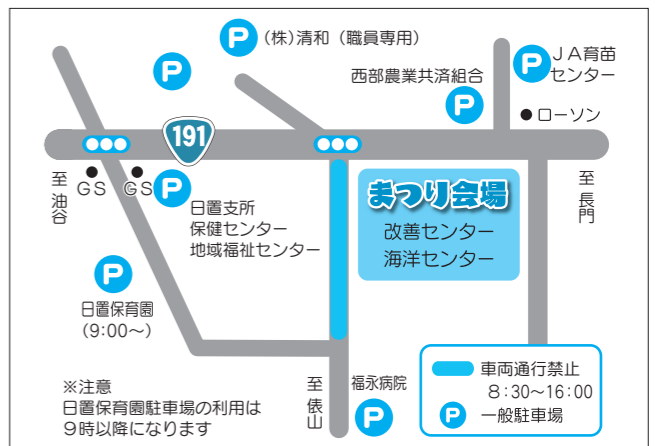 P
(株)清和(職員専用)
P
P
JA育苗
センター
西部農業共済組合
P
●ローソン
191
至 油谷
GS
GS
P
日置支所
保健センター
地域福祉センター
まつり会場
改善センター
海洋センター
至 長門
P
日置保育園
(9:00〜)
※注意
日置保育園駐車場の利用は
9時以降になります
至 俵山
福永病院
P
車両通行禁止
8:30〜16:00
P 一般駐車場